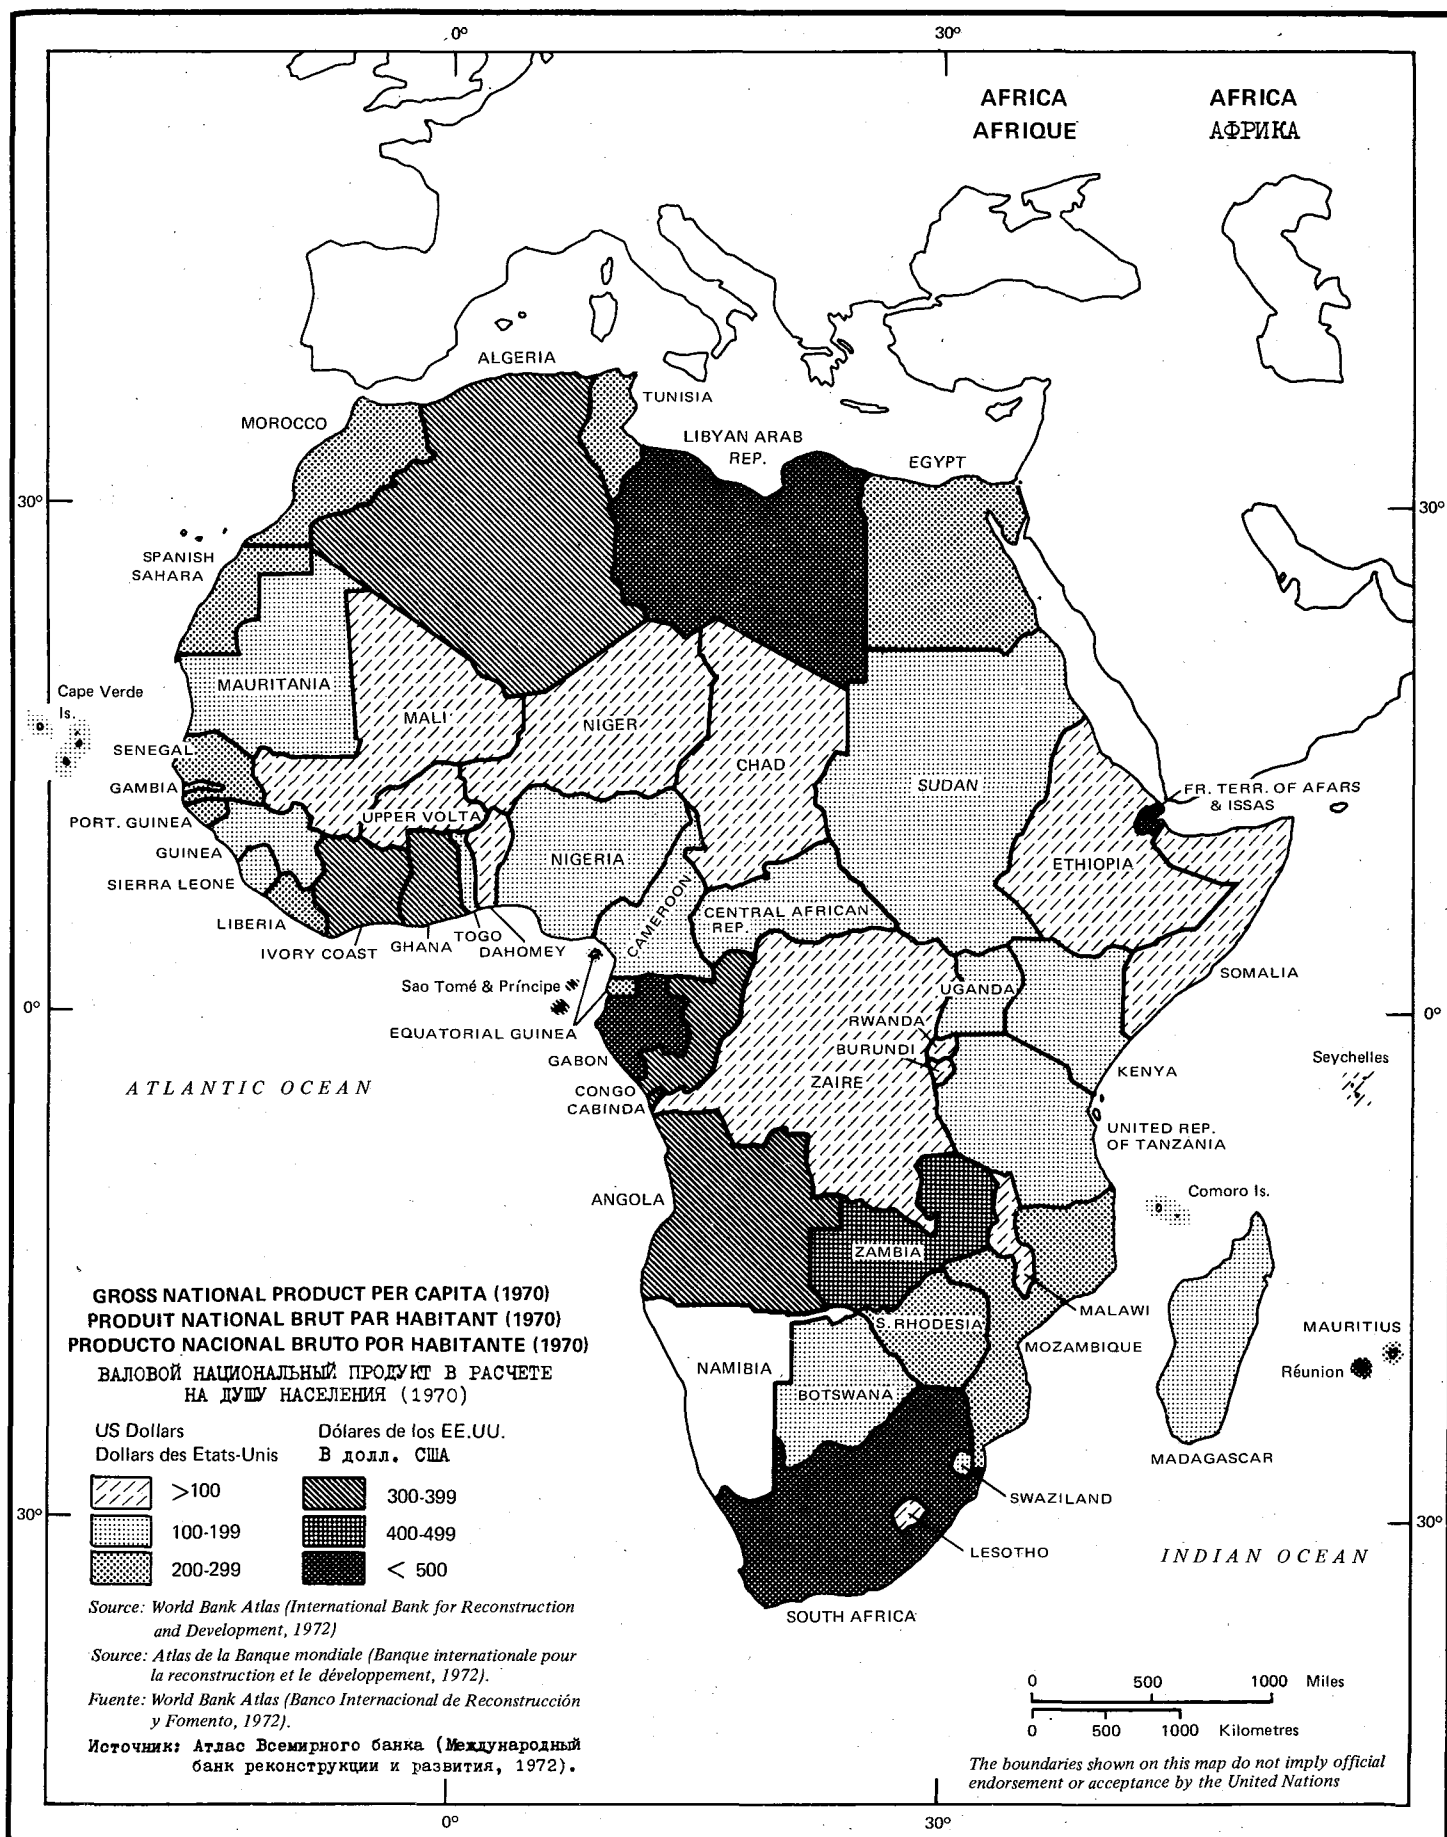 0° 30°
AFRICA AFRICA
AFRIQUE АФРИКА
ALGERIA
TUNISIA
MOROCCO
LIBYAN ARAB
REP.
EGYPT
30° 30°
SPANISH
SAHARA
MAURITANIA
Cape Verde
Is.
MALI
NIGER
CHAD
SUDAN
SENEGAL
GAMBIA
FR. TERR. OF AFARS
& ISSAS
PORT. GUINEA
UPPER VOLTA
GUINEA
NIGERIA
ETHIOPIA
SIERRA LEONE
LIBERIA
CAMEROON
CENTRAL AFRICAN
REP.
IVORY COAST
GHANA
TOGO
DAHOMEY
SOMALIA
Sao Tomé & Príncipe
UGANDA
0° 0°
EQUATORIAL GUINEA
RWANDA
BURUNDI
GABON
ZAIRE
KENYA
Seychelles
ATLANTIC OCEAN
CONGO
CABINDA
UNITED REP.
OF TANZANIA
ANGOLA
Comoro Is.
ZAMBIA
MALAWI
S. RHODESIA
MOZAMBIQUE
MAURITIUS
NAMIBIA
Réunion
BOTSWANA
MADAGASCAR
SWAZILAND
LESOTHO
INDIAN OCEAN
SOUTH AFRICA
GROSS NATIONAL PRODUCT PER CAPITA (1970)
PRODUIT NATIONAL BRUT PAR HABITANT (1970)
PRODUCTO NACIONAL BRUTO POR HABITANTE (1970)
ВАЛОВОЙ НАЦИОНАЛЬНЫЙ ПРОДУКТ В РАСЧЕТЕ
НА ДУШУ НАСЕЛЕНИЯ (1970)
US Dollars Dólares de los EE.UU.
Dollars des Etats-Unis В долл. США
>100 300-399
100-199 400-499
200-299 < 500
Source: World Bank Atlas (International Bank for Reconstruction
and Development, 1972)
Source: Atlas de la Banque mondiale (Banque internationale pour
la reconstruction et le développement, 1972).
Fuente: World Bank Atlas (Banco Internacional de Reconstrucción
y Fomento, 1972).
Источник: Атлас Всемирного банка (Международный
банк реконструкции и развития, 1972).
30° 30°
0 500 1000 Miles
0 500 1000 Kilometres
The boundaries shown on this map do not imply official
endorsement or acceptance by the United Nations
0° 30°